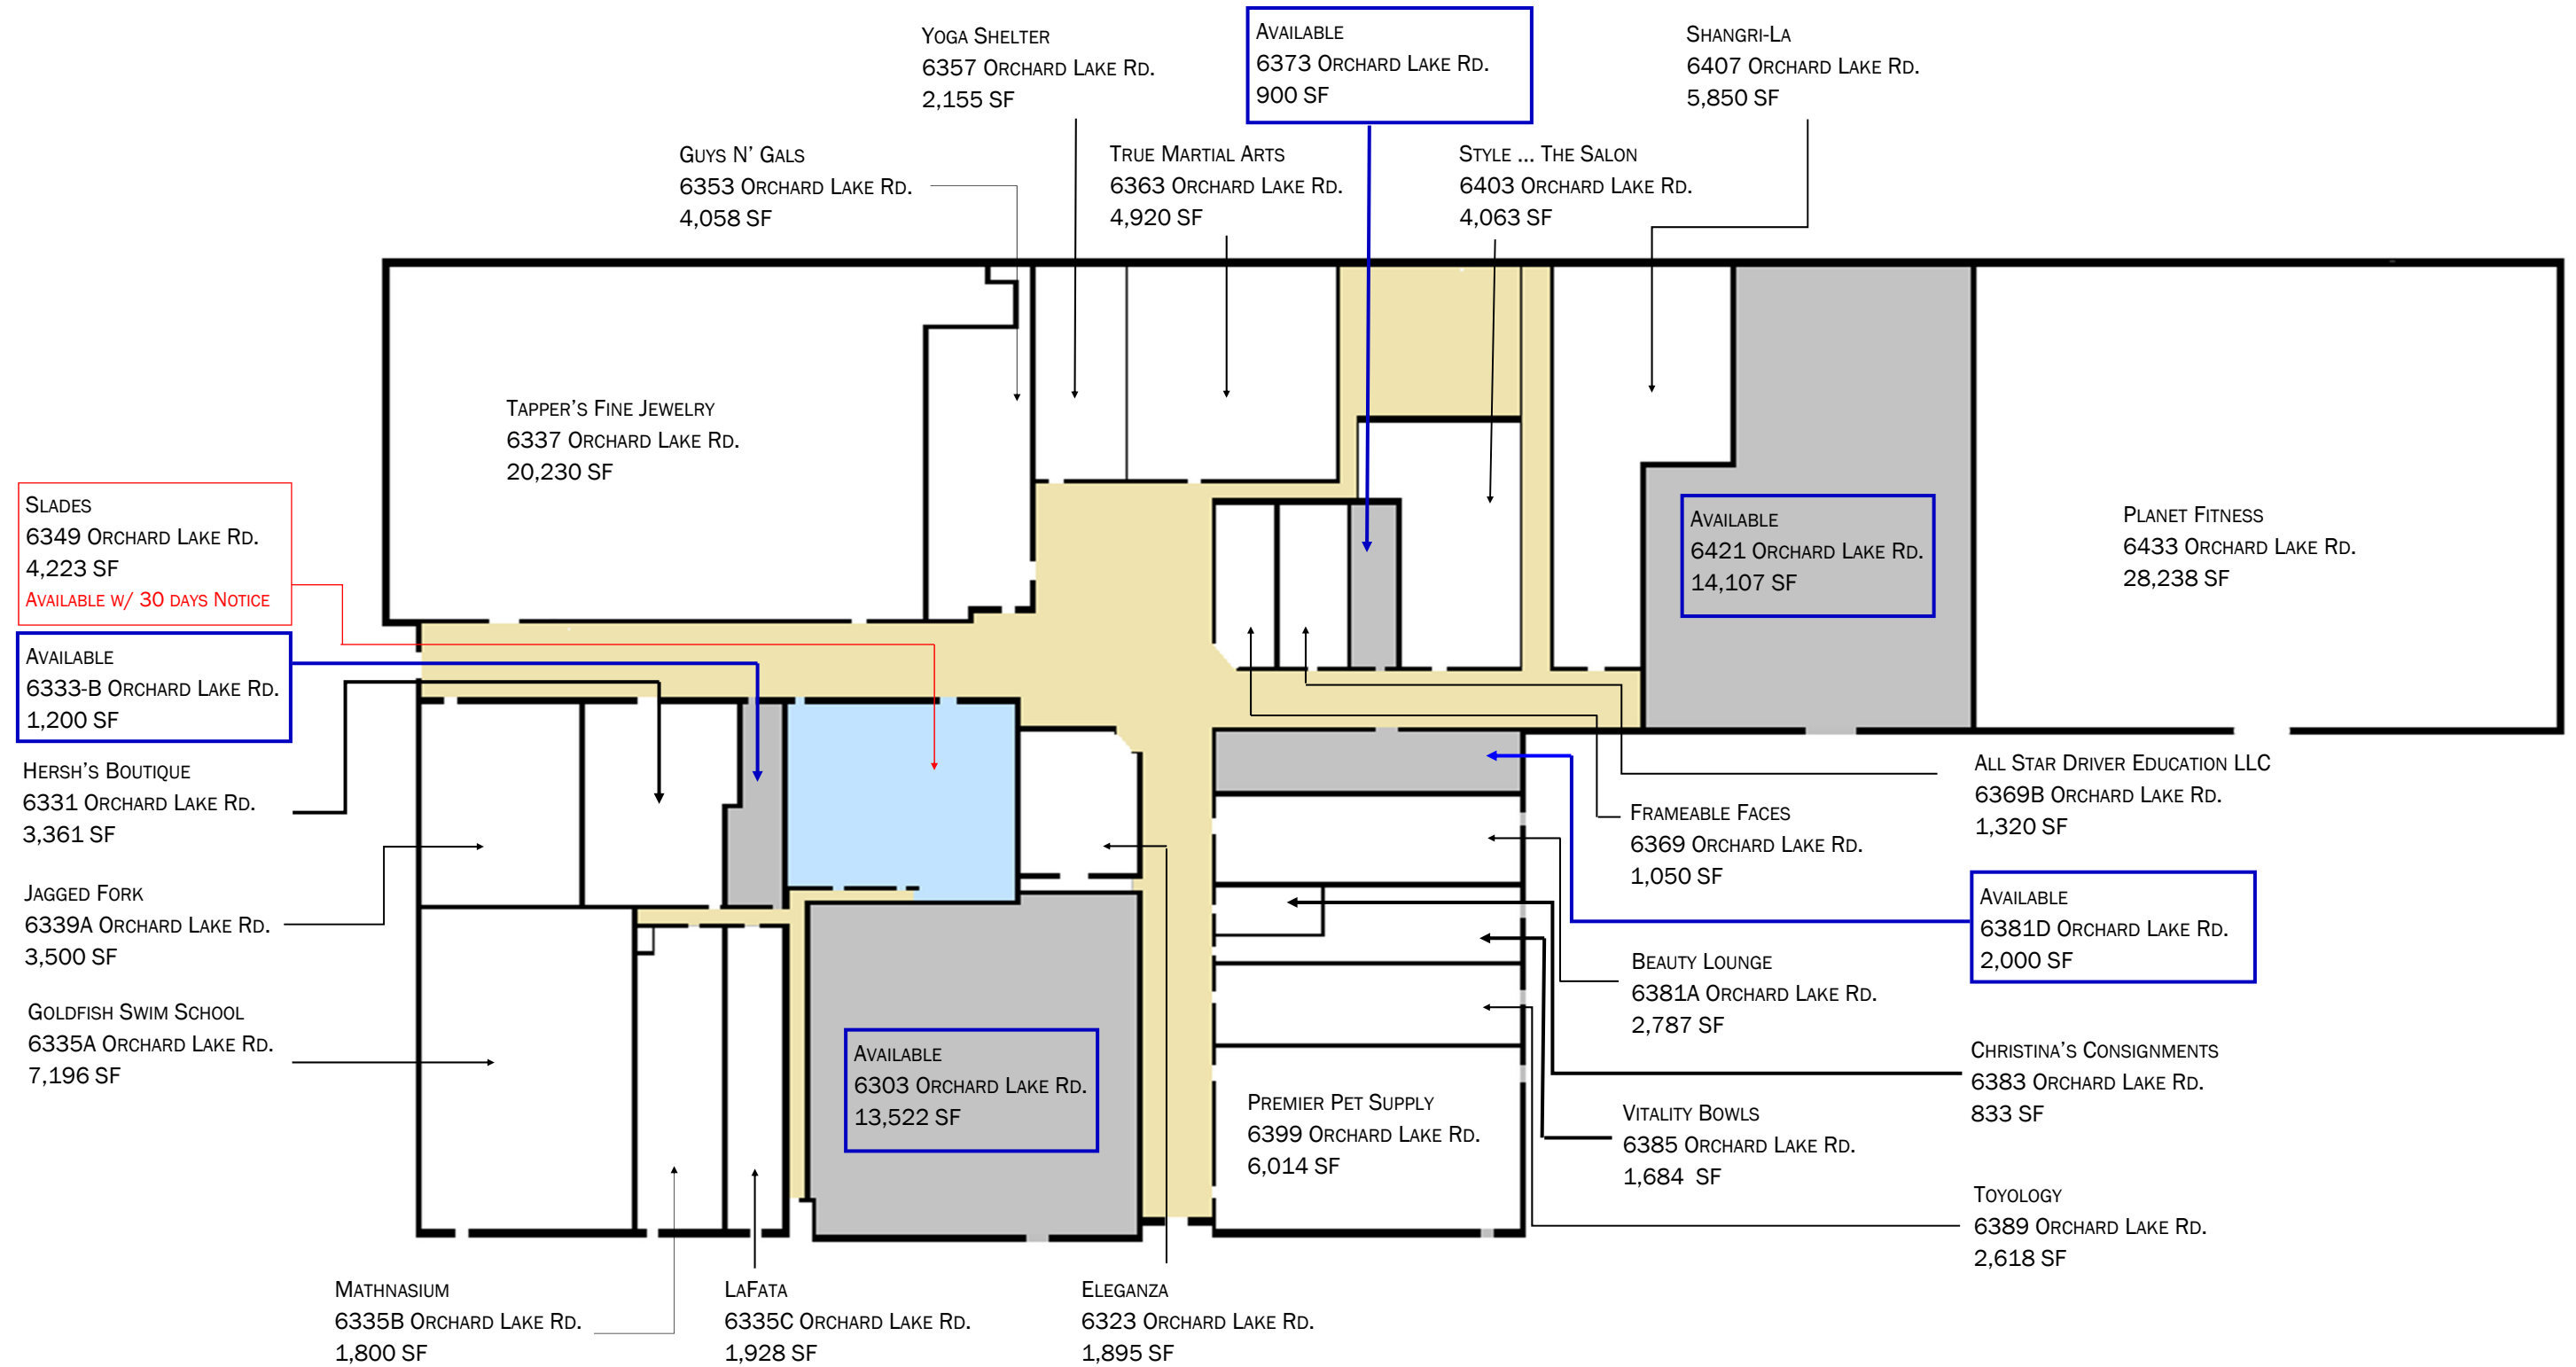 Yoga Shelter
6357 Orchard Lake Rd.
2,155 SF
Available
6373 Orchard Lake Rd.
900 SF
Shangri-La
6407 Orchard Lake Rd.
5,850 SF
Guys N' Gals
6353 Orchard Lake Rd.
4,058 SF
True Martial Arts
6363 Orchard Lake Rd.
4,920 SF
Style ... The Salon
6403 Orchard Lake Rd.
4,063 SF
Tapper's Fine Jewelry
6337 Orchard Lake Rd.
20,230 SF
Slades
6349 Orchard Lake Rd.
4,223 SF
Available w/ 30 days Notice
Available
6421 Orchard Lake Rd.
14,107 SF
Planet Fitness
6433 Orchard Lake Rd.
28,238 SF
Available
6333-B Orchard Lake Rd.
1,200 SF
Hersh's Boutique
6331 Orchard Lake Rd.
3,361 SF
All Star Driver Education LLC
6369B Orchard Lake Rd.
1,320 SF
Frameable Faces
6369 Orchard Lake Rd.
1,050 SF
Jagged Fork
6339A Orchard Lake Rd.
3,500 SF
Available
6381D Orchard Lake Rd.
2,000 SF
Beauty Lounge
6381A Orchard Lake Rd.
2,787 SF
Goldfish Swim School
6335A Orchard Lake Rd.
7,196 SF
Available
6303 Orchard Lake Rd.
13,522 SF
Christina's Consignments
6383 Orchard Lake Rd.
833 SF
Premier Pet Supply
6399 Orchard Lake Rd.
6,014 SF
Vitality Bowls
6385 Orchard Lake Rd.
1,684 SF
Toyology
6389 Orchard Lake Rd.
2,618 SF
Mathnasium
6335B Orchard Lake Rd.
1,800 SF
LaFata
6335C Orchard Lake Rd.
1,928 SF
Eleganza
6323 Orchard Lake Rd.
1,895 SF